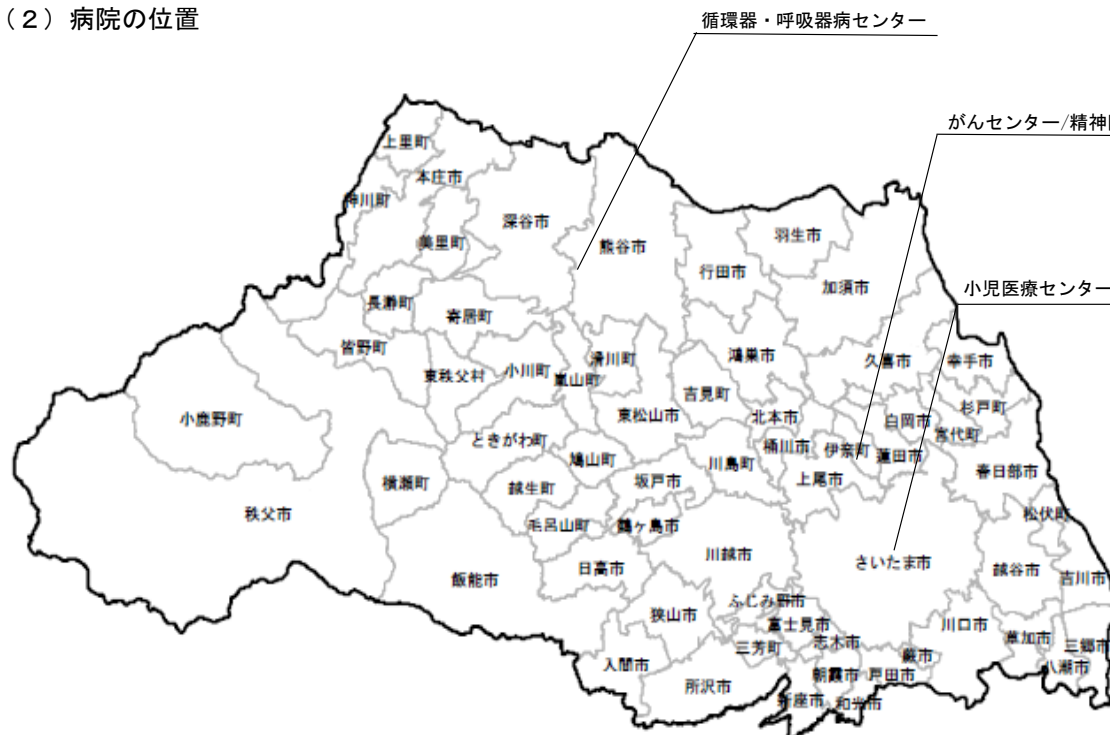 （２）病院の位置
循環器・呼吸器病センター
がんセンター/精神
小児医療センター
上里町
本庄市
神川町
美里町
深谷市
熊谷市
行田市
羽生市
加須市
長瀞町
寄居町
皆野町
東秩父村
小川町
嵐山町
滑川町
吉見町
鴻巣市
久喜市
幸手市
小鹿野町
東松山市
北本市
白岡市
杉戸町
宮代町
ときがわ町
鳩山町
桶川市
伊奈町
蓮田市
横瀬町
越生町
坂戸市
川島町
上尾市
春日部市
秩父市
毛呂山町
鶴ヶ島市
松伏町
飯能市
日高市
川越市
さいたま市
越谷市
吉川市
狭山市
ふじみ野市
富士見市
三芳町
志木市
川口市
草加市
三郷市
入間市
所沢市
朝霞市
戸田市
蕨市
八潮市
新座市
和光市